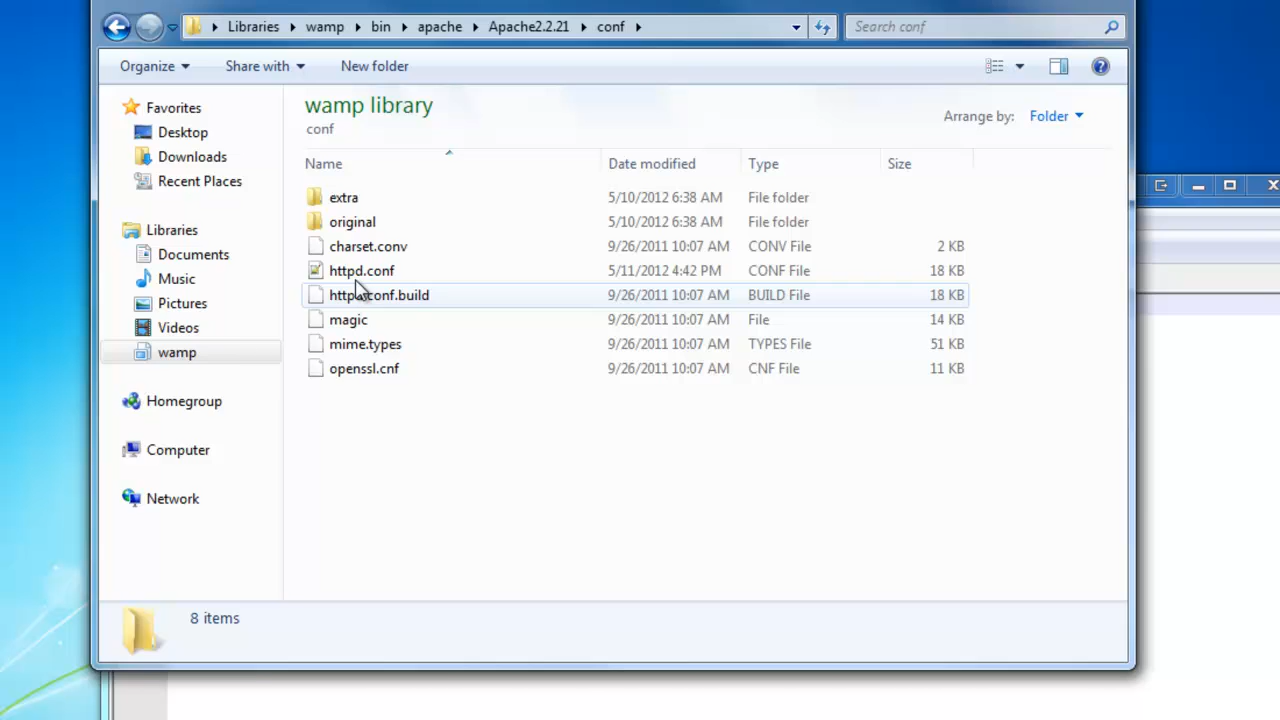 Libraries wamp bin apache Apache2.2.21 conf Search conf
Organize Share with New folder
Favorites
Desktop
Downloads
Recent Places
Libraries
Documents
Music
Pictures
Videos
wamp
Homegroup
Computer
Network
wamp library
conf
Arrange by: Folder
Name Date modified Type Size
extra 5/10/2012 6:38 AM File folder
original 5/10/2012 6:38 AM File folder
charset.conv 9/26/2011 10:07 AM CONV File 2 KB
httpd.conf 5/11/2012 4:42 PM CONF File 18 KB
httpd.conf.build 9/26/2011 10:07 AM BUILD File 18 KB
magic 9/26/2011 10:07 AM File 14 KB
mime.types 9/26/2011 10:07 AM TYPES File 51 KB
openssl.cnf 9/26/2011 10:07 AM CNF File 11 KB
8 items